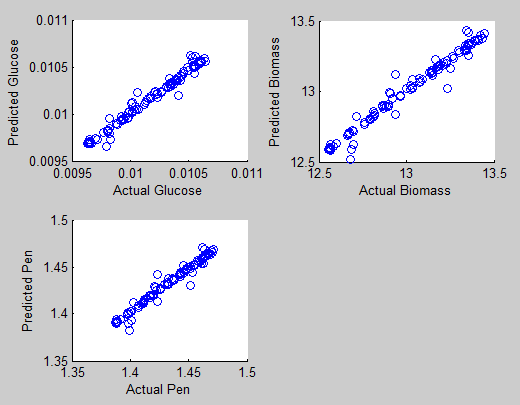 0.011
0.0105
0.01
0.0095
Predicted Glucose
0.0095 0.01 0.0105 0.011
Actual Glucose
13.5
13
12.5
Predicted Biomass
12.5 13 13.5
Actual Biomass
1.5
1.45
1.4
1.35
Predicted Pen
1.35 1.4 1.45 1.5
Actual Pen